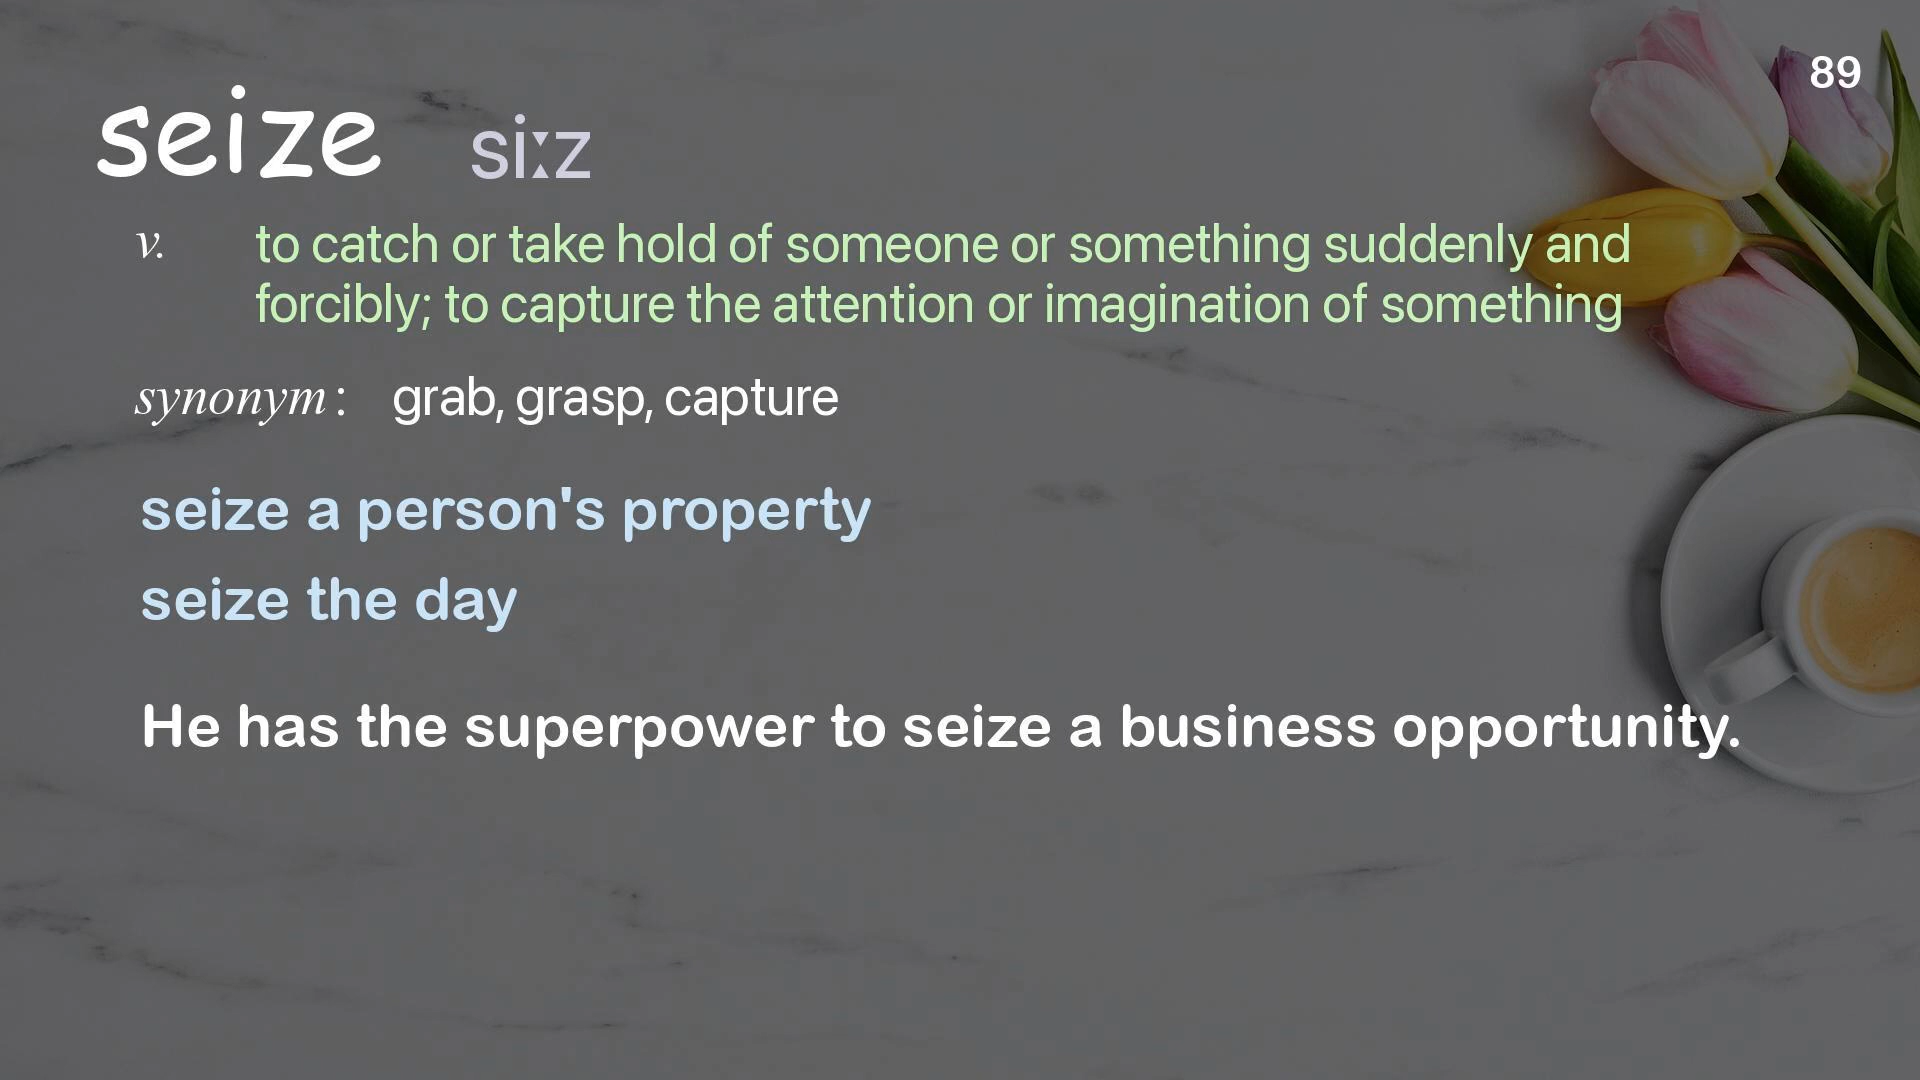 89
seize siːz
v. to catch or take hold of someone or something suddenly and
forcibly; to capture the attention or imagination of something
synonym: grab, grasp, capture
seize a person's property
seize the day
He has the superpower to seize a business opportunity.